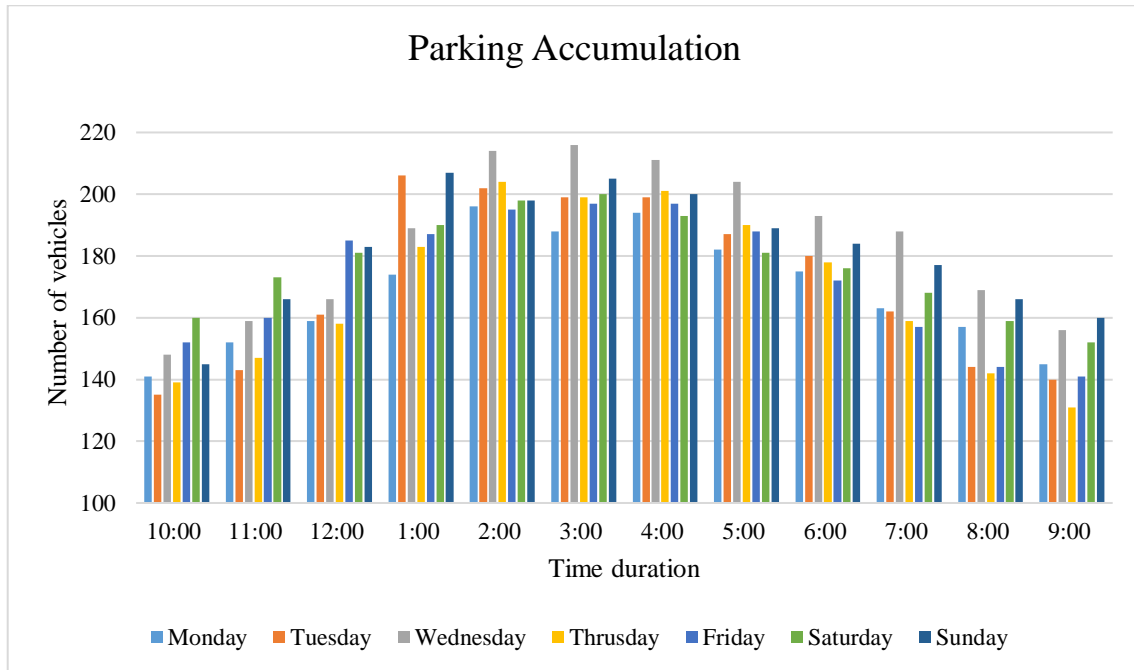 Parking Accumulation
Number of vehicles
220
200
180
160
140
120
100
10:00 11:00 12:00 1:00 2:00 3:00 4:00 5:00 6:00 7:00 8:00 9:00
Time duration
Monday Tuesday Wednesday Thrusday Friday Saturday Sunday